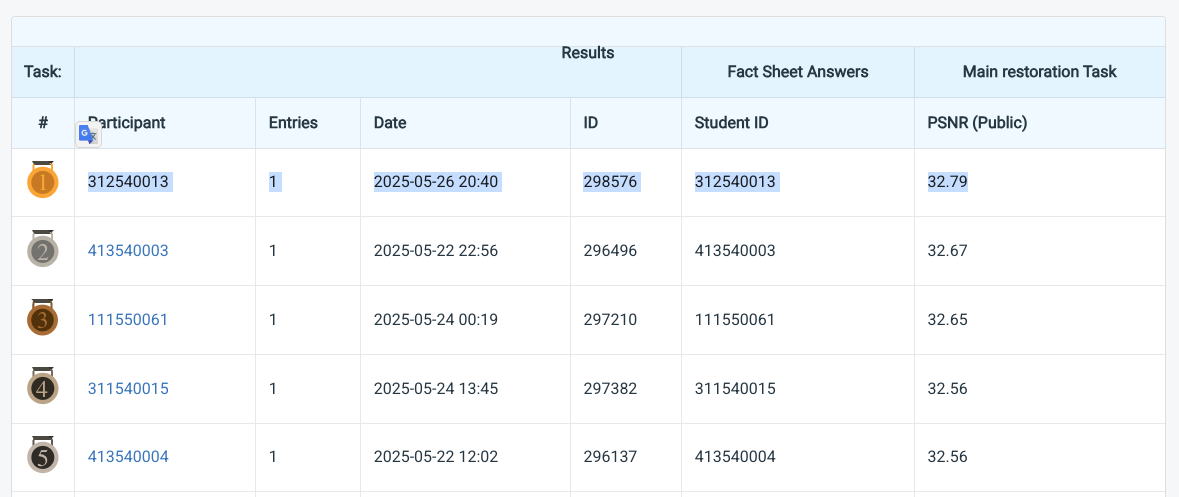 Results
Task: Fact Sheet Answers Main restoration Task
# Participant Entries Date ID Student ID PSNR (Public)
1 312540013 1 2025-05-26 20:40 298576 312540013 32.79
2 413540003 1 2025-05-22 22:56 296496 413540003 32.67
3 111550061 1 2025-05-24 00:19 297210 111550061 32.65
4 311540015 1 2025-05-24 13:45 297382 311540015 32.56
5 413540004 1 2025-05-22 12:02 296137 413540004 32.56